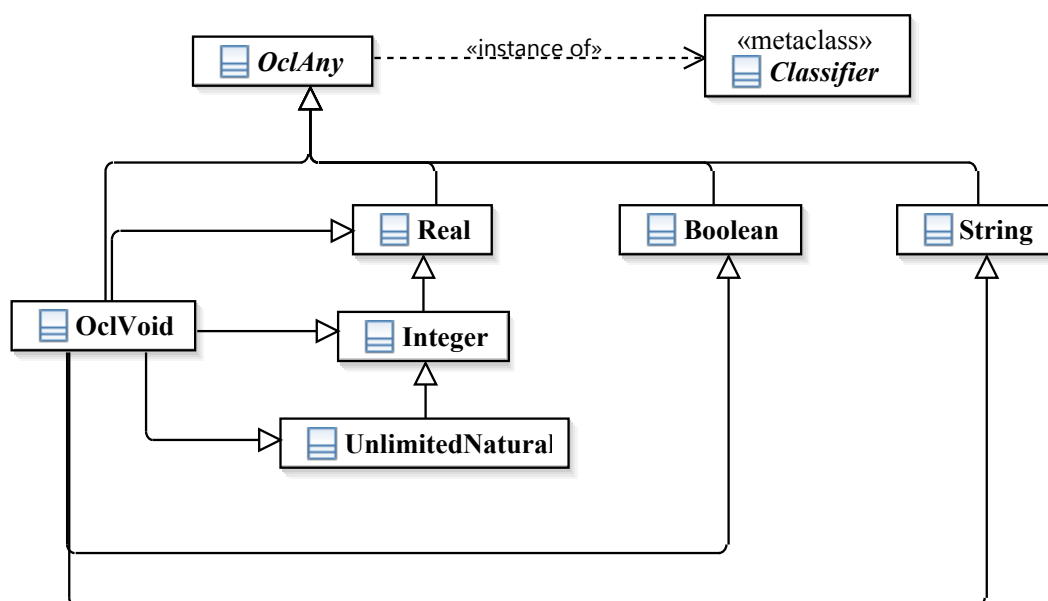 OclAny
«instance of»
«metaclass»
Classifier
Real
Boolean
String
OclVoid
Integer
UnlimitedNatural